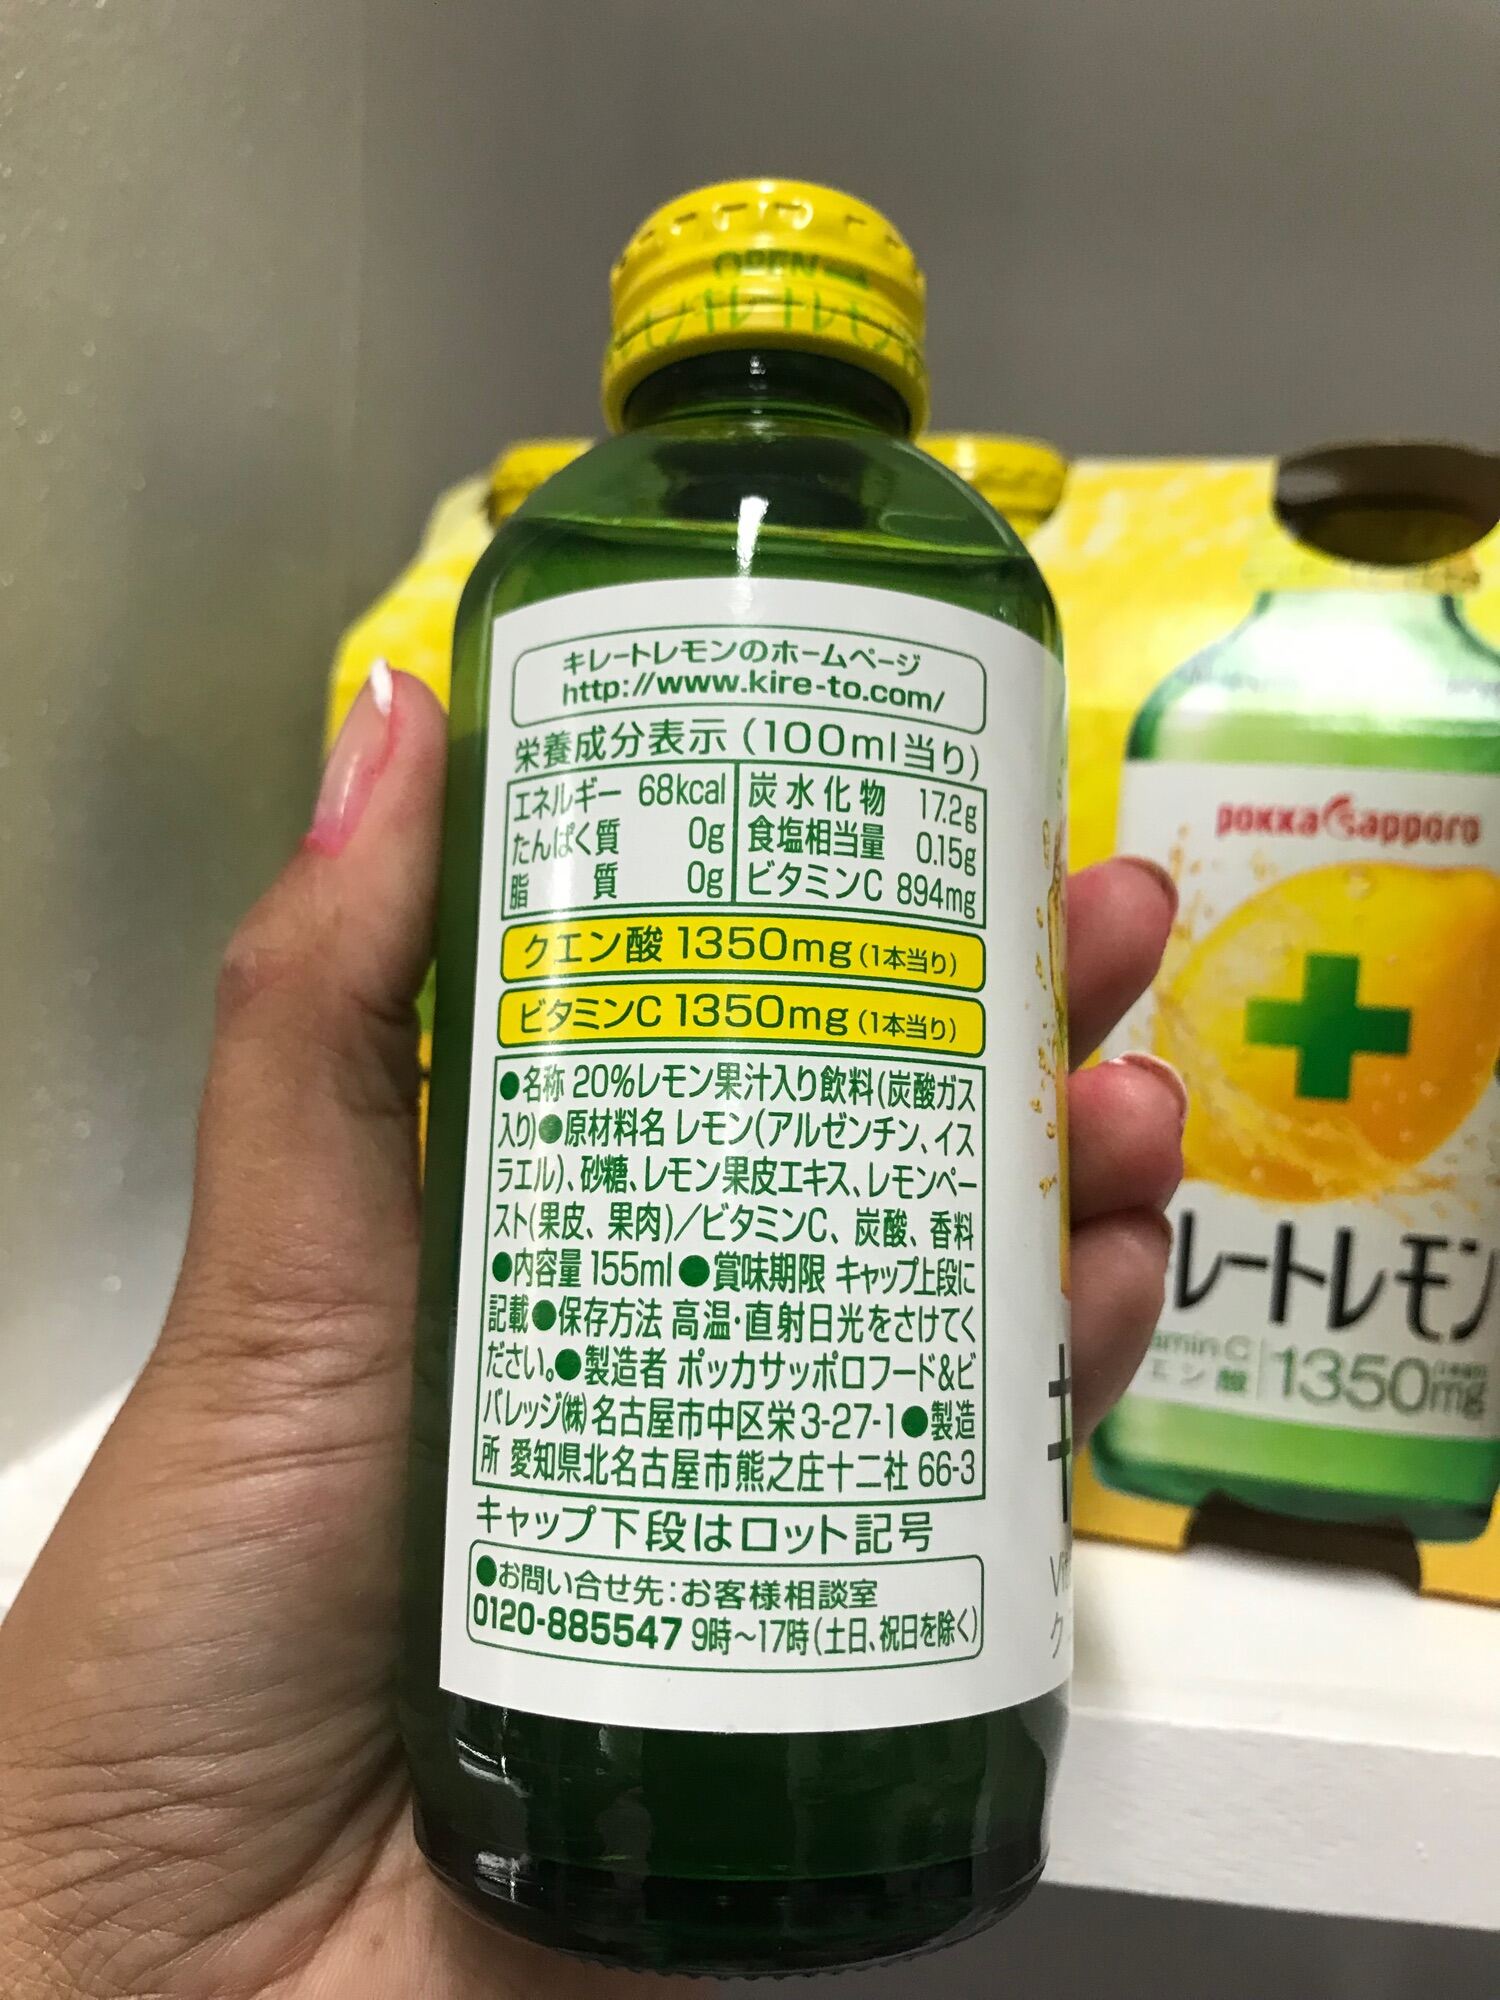 OPEN
キレートレモン
キレートレモンのホームページ
http://www.kire-to.com/
栄養成分表示(100ml当り)
エネルギー 68kcal 炭水化物 17.2g
たんぱく質 0g 食塩相当量 0.15g
脂質 0g ビタミンC 894mg
クエン酸 1350mg(1本当り)
ビタミンC 1350mg(1本当り)
●名称 20%レモン果汁入り飲料(炭酸ガス
入り)●原材料名 レモン(アルゼンチン、イス
ラエル)、砂糖、レモン果皮エキス、レモンペー
スト(果皮、果肉)/ビタミンC、炭酸、香料
●内容量 155ml ●賞味期限 キャップ上段に
記載●保存方法 高温・直射日光をさけてく
ださい。●製造者 ポッカサッポロフード&ビ
バレッジ㈱ 名古屋市中区栄3-27-1●製造
所 愛知県北名古屋市熊之庄十二社 66-3
キャップ下段はロット記号
●お問い合せ先:お客様相談室
0120-885547 9時~17時(土日、祝日を除く)
pokka sapporo
レートレモン
amin C
エン酸
1350mg